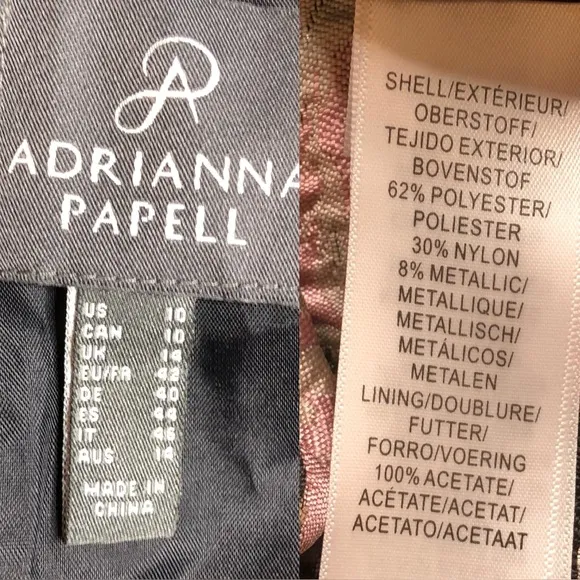 ADRIANNA
PAPELL
US 10
CAN 10
UK 14
EU/FR 42
DE 40
ES 44
IT 46
AUS 14
MADE IN
CHINA
SHELL/EXTÉRIEUR/
OBERSTOFF/
TEJIDO EXTERIOR/
BOVENSTOF
62% POLYESTER/
POLIESTER
30% NYLON
8% METALLIC/
METALLIQUE/
METALLISCH/
METÁLICOS/
METALEN
LINING/DOUBLURE/
FUTTER/
FORRO/VOERING
100% ACETATE/
ACÉTATE/ACETAT/
ACETATO/ACETAAT